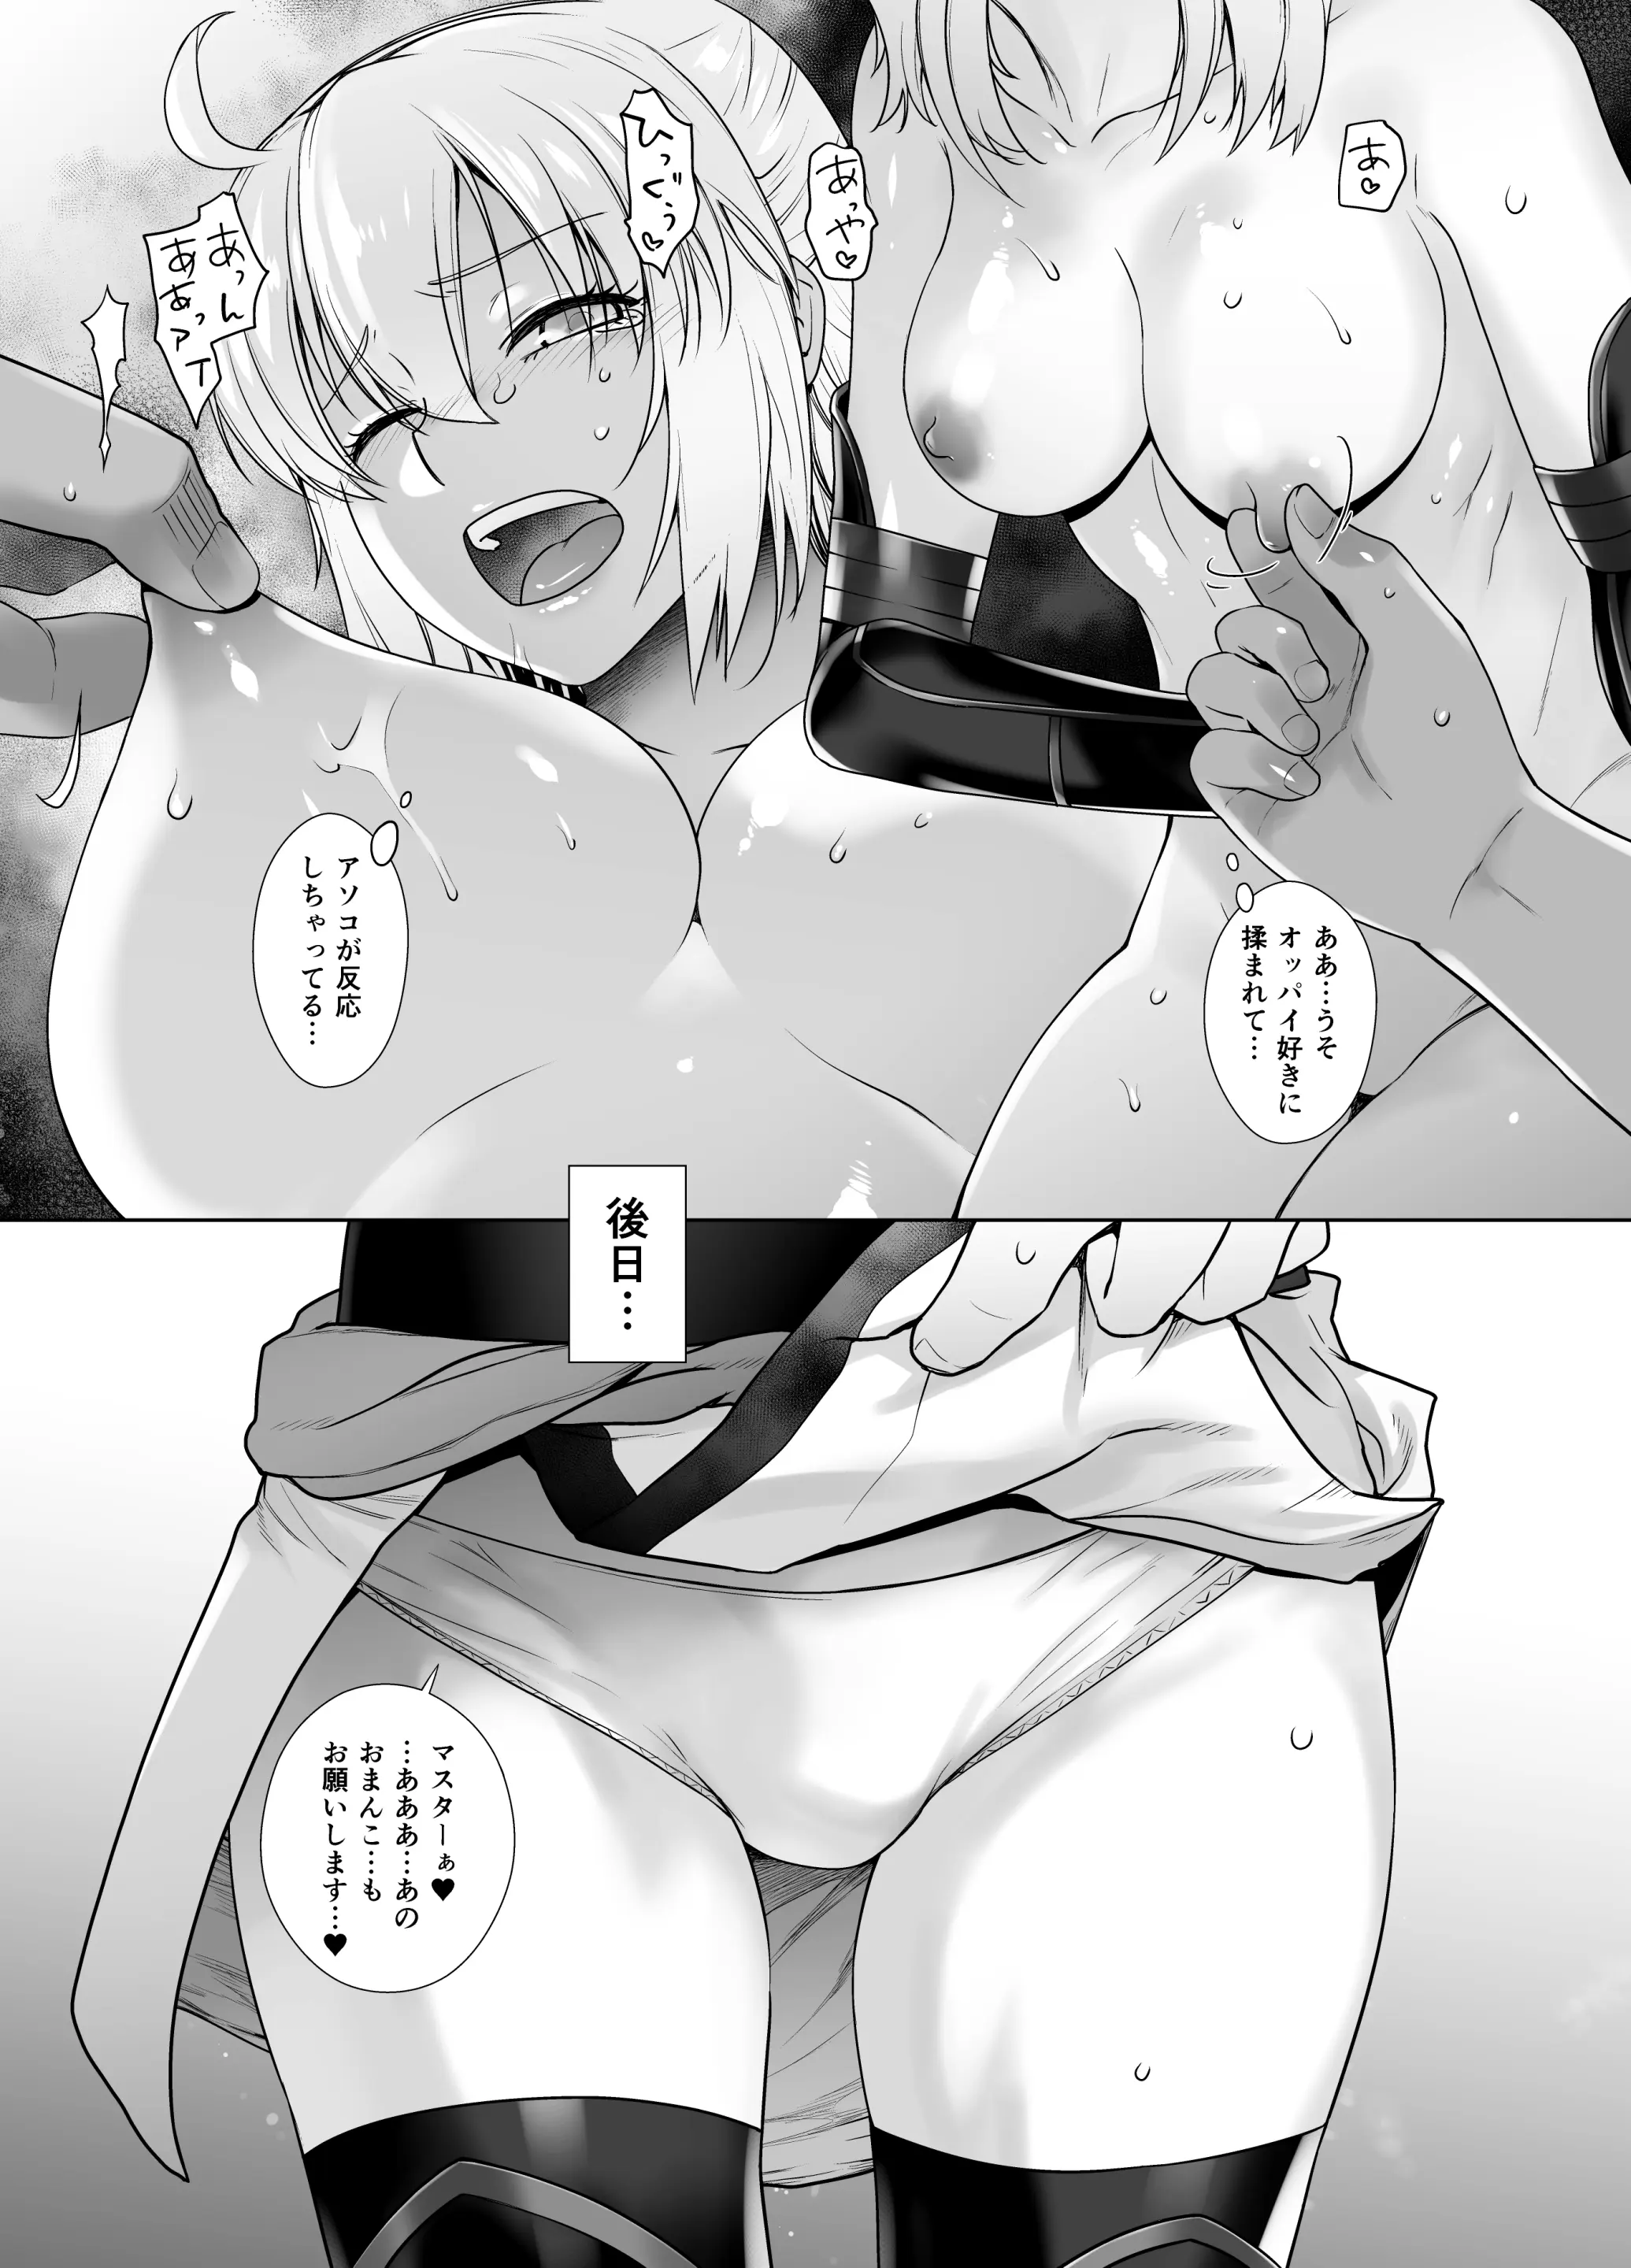 あ♡
あっや♡
ひっぐぅ♡
あっん
ああっァイ
ああ…うそ
オッパイ好きに
揉まれて…
アソコが反応
しちゃってる…
後日…
マスターぁ♥
…あああ…あの
おまんこ…も
お願いします…♥